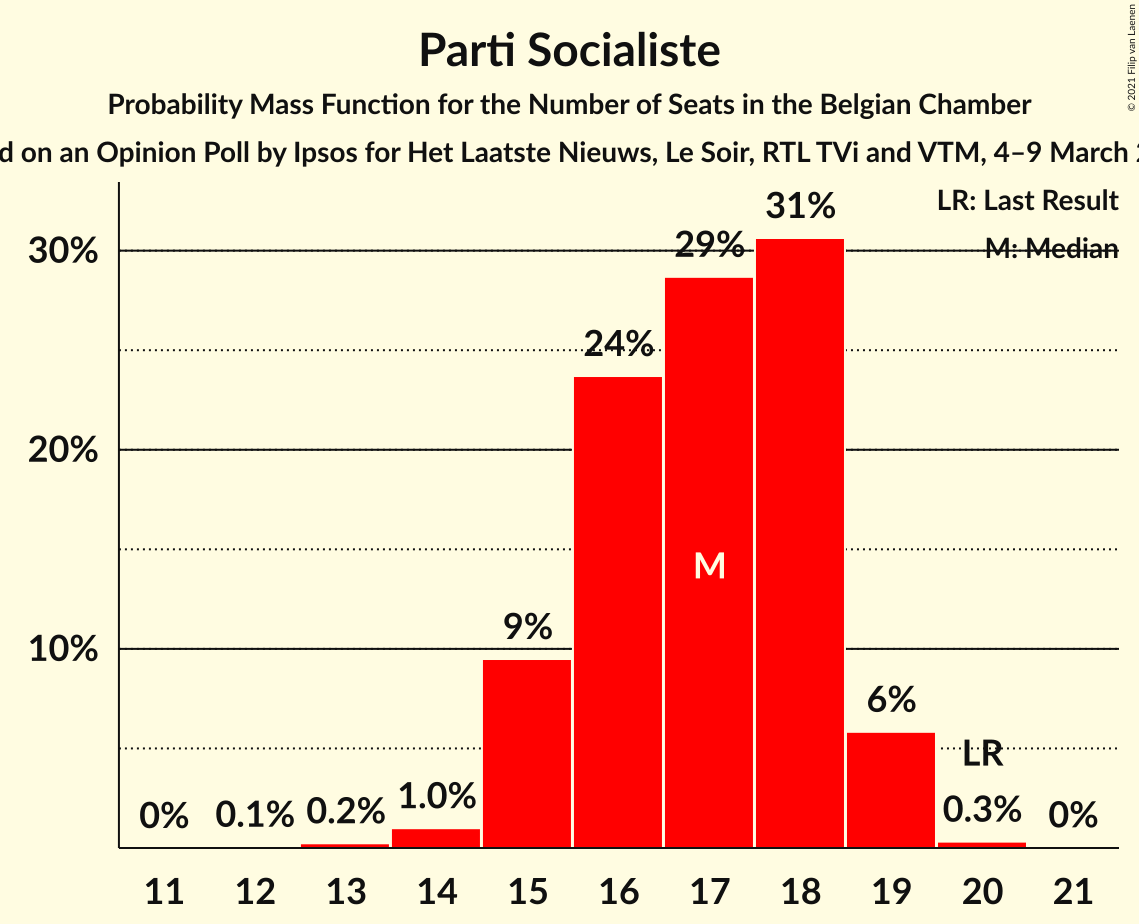 Parti Socialiste
Probability Mass Function for the Number of Seats in the Belgian Chamber
d on an Opinion Poll by Ipsos for Het Laatste Nieuws, Le Soir, RTL TVi and VTM, 4–9 March
© 2021 Filip van Laenen
LR: Last Result
M: Median
30%
20%
10%
0%
0.1%
0.2%
1.0%
9%
24%
29%
31%
6%
0.3%
0%
M
LR
11 12 13 14 15 16 17 18 19 20 21